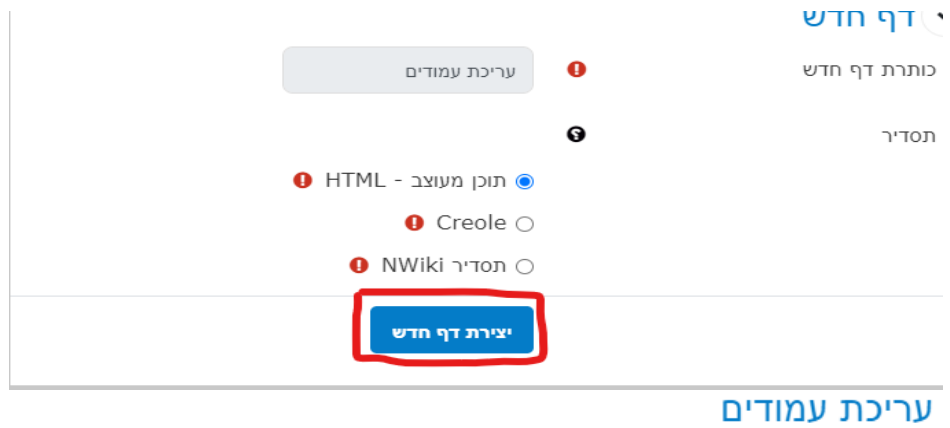 דף חדש
כותרת דף חדש
עריכת עמודים
תסדיר
תוכן מעוצב - HTML
Creole
תסדיר NWiki
יצירת דף חדש
עריכת עמודים